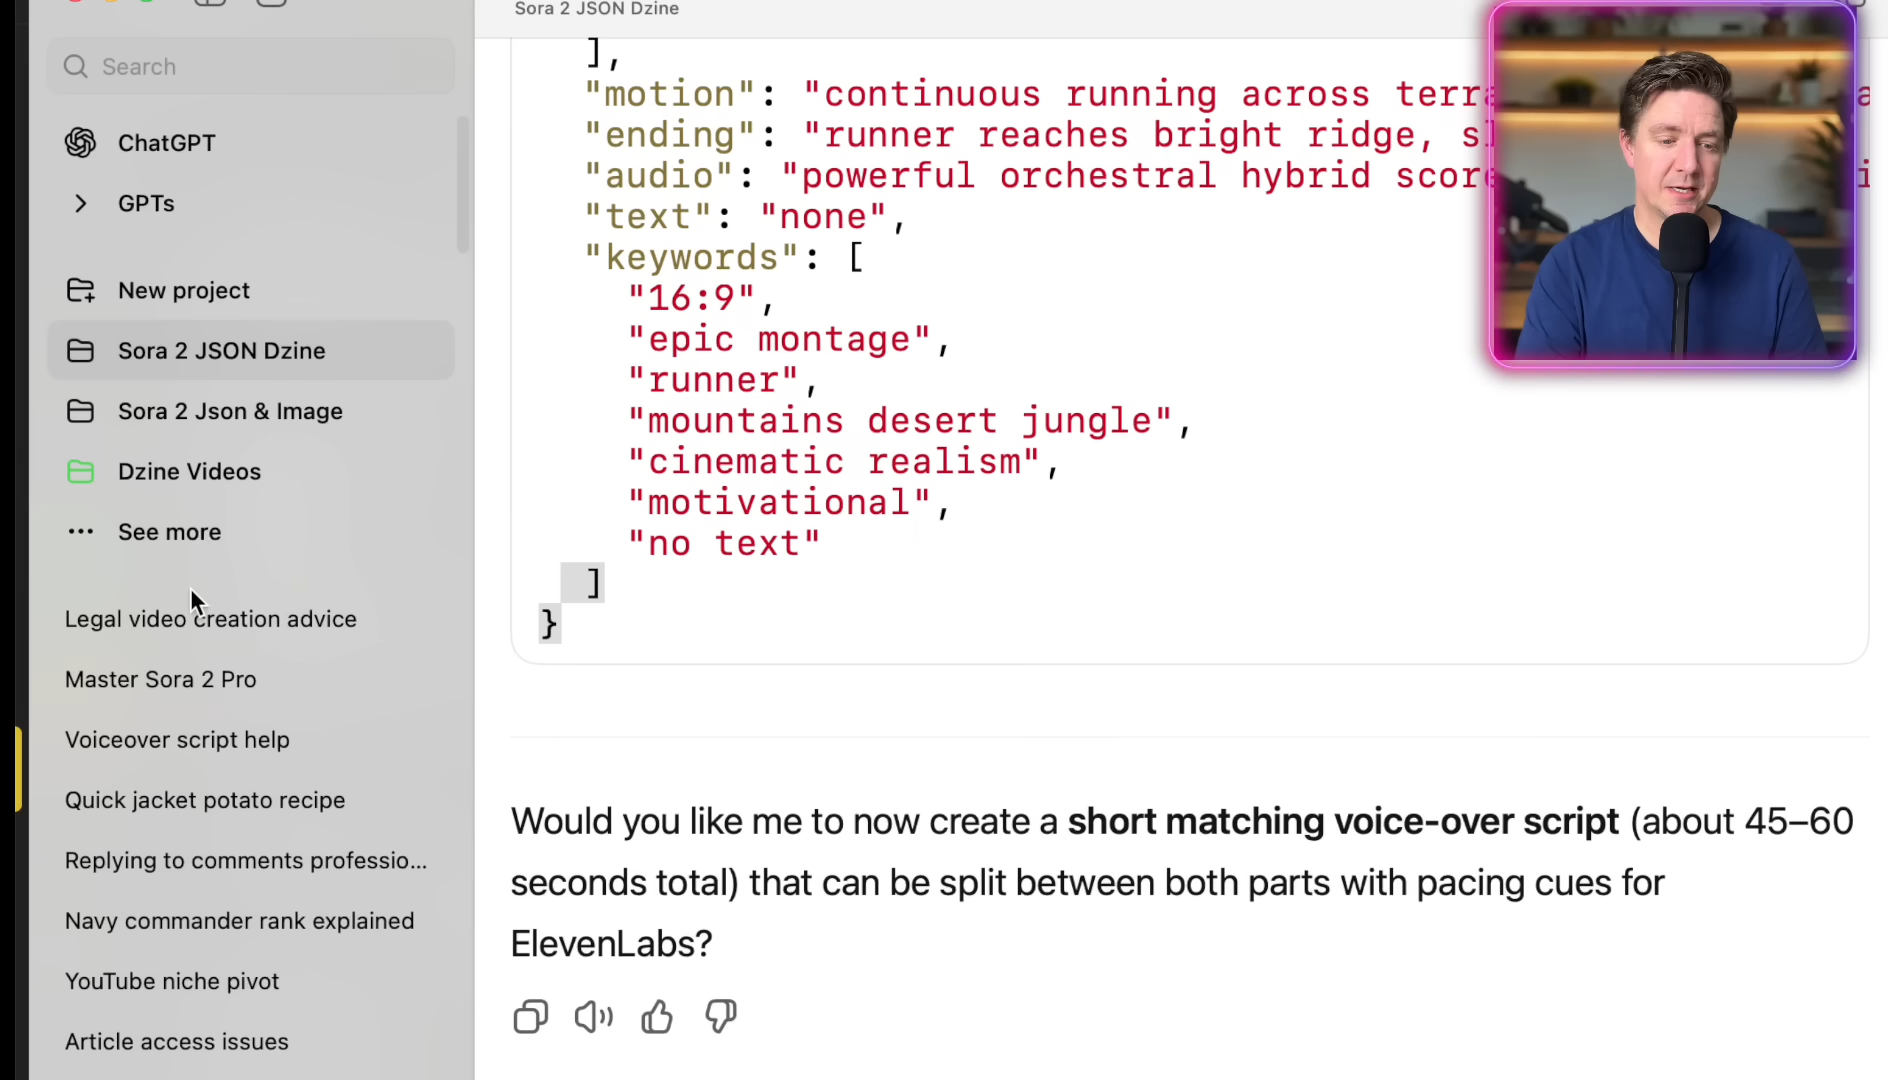 Search
ChatGPT
GPTs
New project
Sora 2 JSON Dzine
Sora 2 Json & Image
Dzine Videos
See more
Legal video creation advice
Master Sora 2 Pro
Voiceover script help
Quick jacket potato recipe
Replying to comments professio...
Navy commander rank explained
YouTube niche pivot
Article access issues
Sora 2 JSON Dzine
],
"motion": "continuous running across
"ending": "runner reaches bright ridge,
"audio": "powerful orchestral hybrid score
"text": "none",
"keywords": [
"16:9",
"epic montage",
"runner",
"mountains desert jungle",
"cinematic realism",
"motivational",
"no text"
]
}
Would you like me to now create a short matching voice-over script (about 45–60
seconds total) that can be split between both parts with pacing cues for
ElevenLabs?